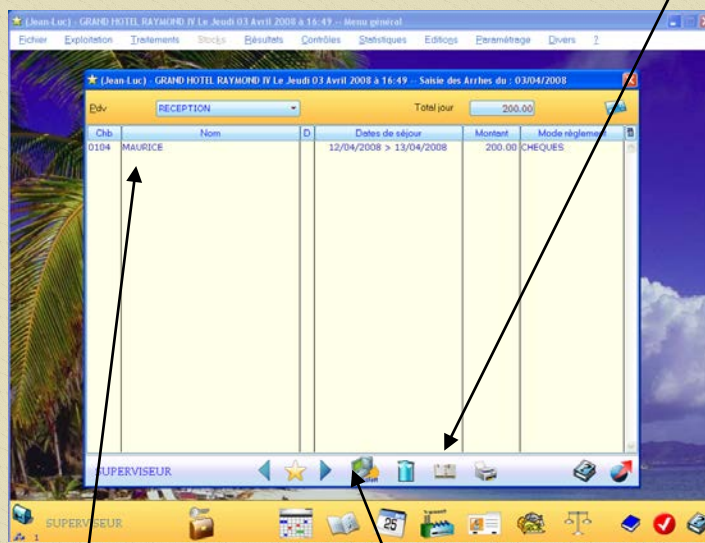 (Jean-Luc) - GRAND HOTEL RAYMOND IV Le Jeudi 03 Avril 2008 à 16:49 -- Menu général
Fichier Exploitation Traitements Stocks Résultats Contrôles Statistiques Editions Paramétrage Divers ?
(Jean-Luc) - GRAND HOTEL RAYMOND IV Le Jeudi 03 Avril 2008 à 16:49 -- Saisie des Arrhes du : 03/04/2008
Pdv RECEPTION Total jour 200.00
Chb Nom D Dates de séjour Montant Mode règlement
0104 MAURICE 12/04/2008 > 13/04/2008 200.00 CHEQUES
SUPERVISEUR
SUPERVISEUR 25
1